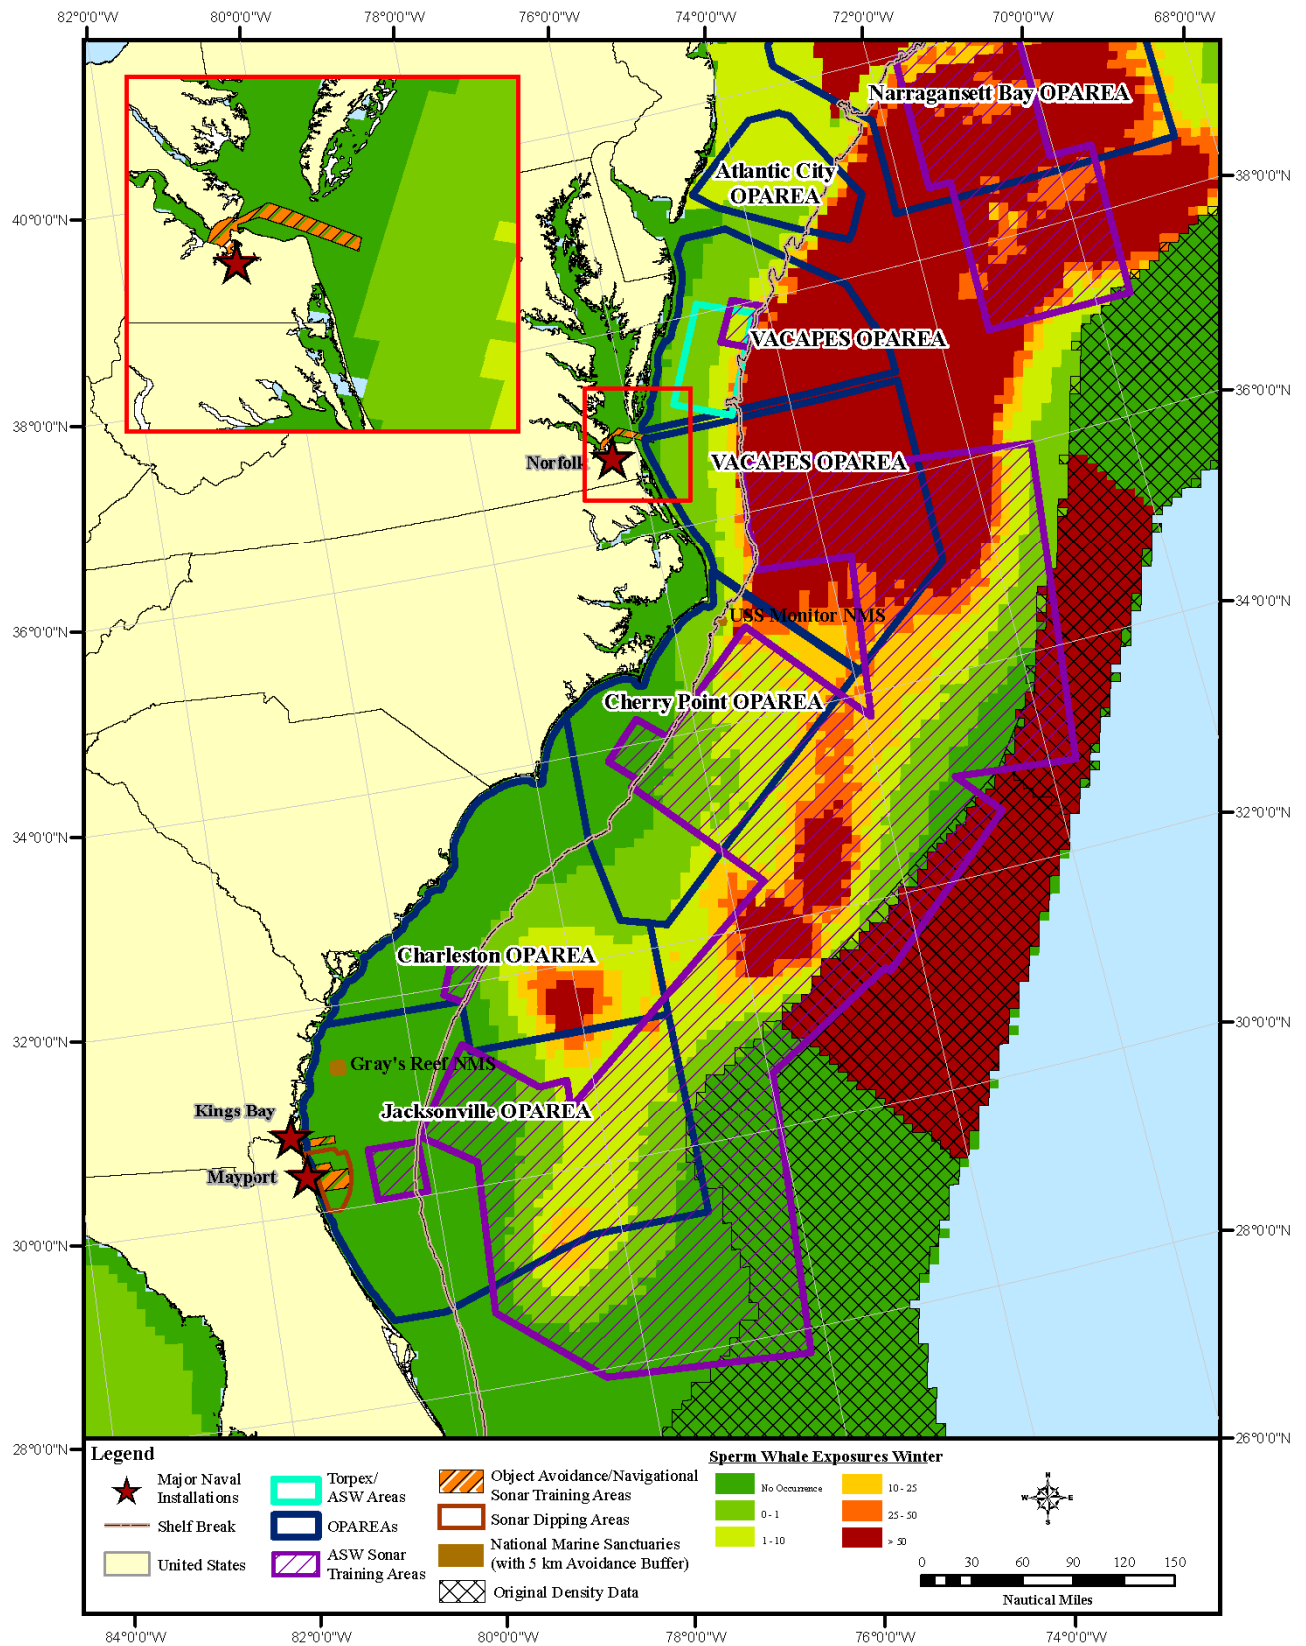 82°0'0"W
80°0'0"W
78°0'0"W
76°0'0"W
74°0'0"W
72°0'0"W
70°0'0"W
68°0'0"W
40°0'0"N
38°0'0"N
36°0'0"N
34°0'0"N
32°0'0"N
30°0'0"N
28°0'0"N
38°0'0"N
36°0'0"N
34°0'0"N
32°0'0"N
30°0'0"N
28°0'0"N
26°0'0"N
Narragansett Bay OPAREA
Atlantic City
OPAREA
VACAPES OPAREA
VACAPES OPAREA
Norfolk
USS Monitor NMS
Cherry Point OPAREA
Charleston OPAREA
Gray's Reef NMS
Kings Bay
Jacksonville OPAREA
Mayport
Legend
Major Naval
Installations
Shelf Break
United States
Torpex/
ASW Areas
OPAREAs
ASW Sonar
Training Areas
Object Avoidance/Navigational
Sonar Training Areas
Sonar Dipping Areas
National Marine Sanctuaries
(with 5 km Avoidance Buffer)
Original Density Data
Sperm Whale Exposures Winter
No Occurrence
0 - 1
1 - 10
10 - 25
25 - 50
> 50
N
W
E
S
0 30 60 90 120 150
Nautical Miles
84°0'0"W
82°0'0"W
80°0'0"W
78°0'0"W
76°0'0"W
74°0'0"W